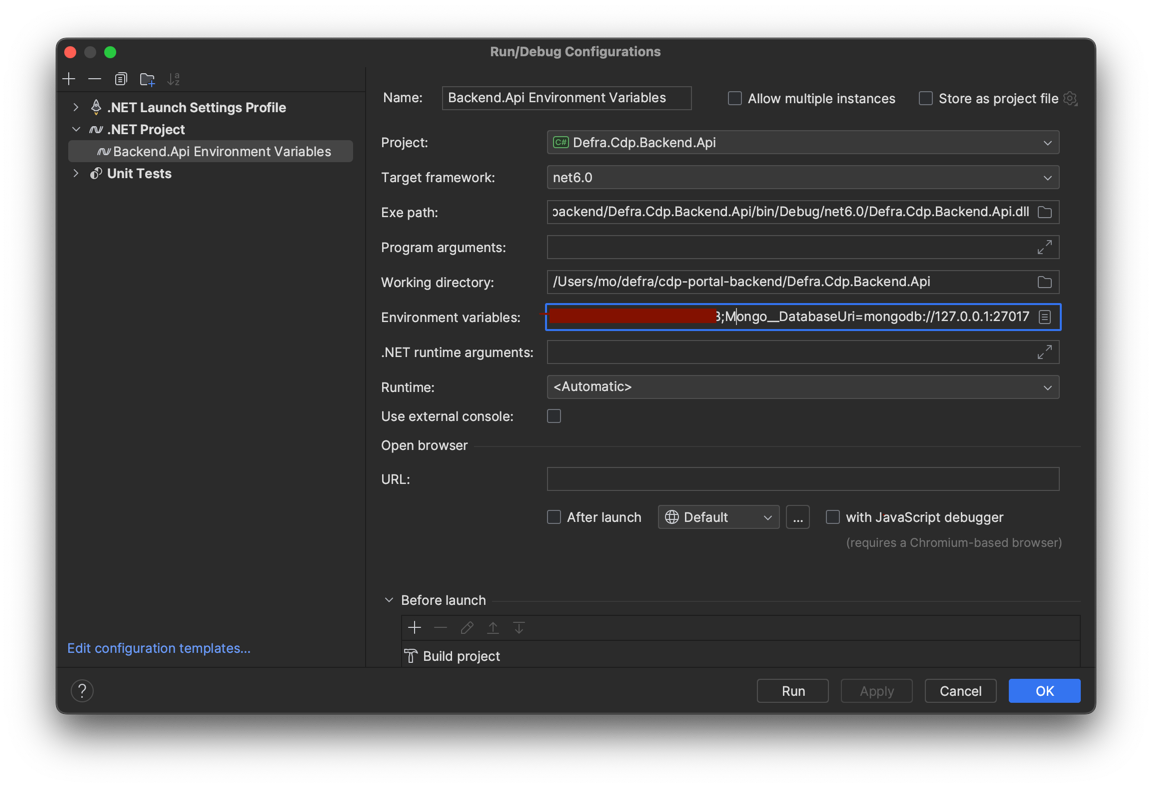 Run/Debug Configurations
.NET Launch Settings Profile
.NET Project
Backend.Api Environment Variables
Unit Tests
Edit configuration templates...
Name: Backend.Api Environment Variables Allow multiple instances Store as project file
Project: C# Defra.Cdp.Backend.Api
Target framework: net6.0
Exe path: backend/Defra.Cdp.Backend.Api/bin/Debug/net6.0/Defra.Cdp.Backend.Api.dll
Program arguments:
Working directory: /Users/mo/defra/cdp-portal-backend/Defra.Cdp.Backend.Api
Environment variables: ;Mongo__DatabaseUri=mongodb://127.0.0.1:27017
.NET runtime arguments:
Runtime: <Automatic>
Use external console:
Open browser
URL:
After launch Default ... with JavaScript debugger
(requires a Chromium-based browser)
Before launch
Build project
? Run Apply Cancel OK